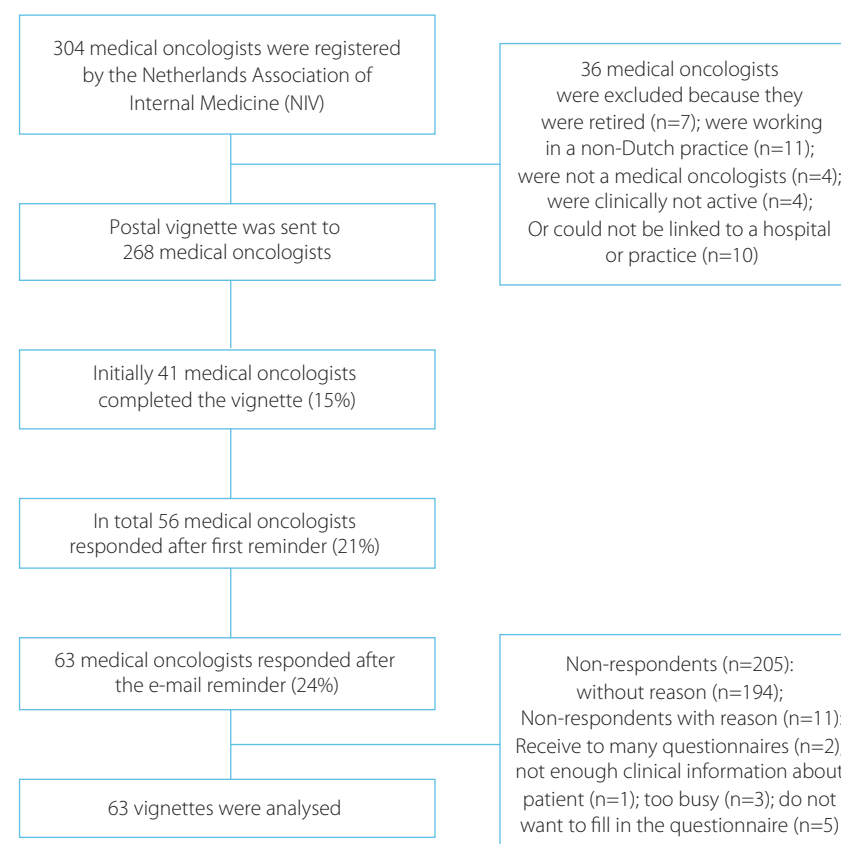 304 medical oncologists were registered
by the Netherlands Association of
Internal Medicine (NIV)
36 medical oncologists
were excluded because they
were retired (n=7); were working
in a non-Dutch practice (n=11);
were not a medical oncologists (n=4);
were clinically not active (n=4);
Or could not be linked to a hospital
or practice (n=10)
Postal vignette was sent to
268 medical oncologists
Initially 41 medical oncologists
completed the vignette (15%)
In total 56 medical oncologists
responded after first reminder (21%)
63 medical oncologists responded after
the e-mail reminder (24%)
Non-respondents (n=205):
without reason (n=194);
Non-respondents with reason (n=11):
Receive to many questionnaires (n=2);
not enough clinical information about
patient (n=1); too busy (n=3); do not
want to fill in the questionnaire (n=5)
63 vignettes were analysed